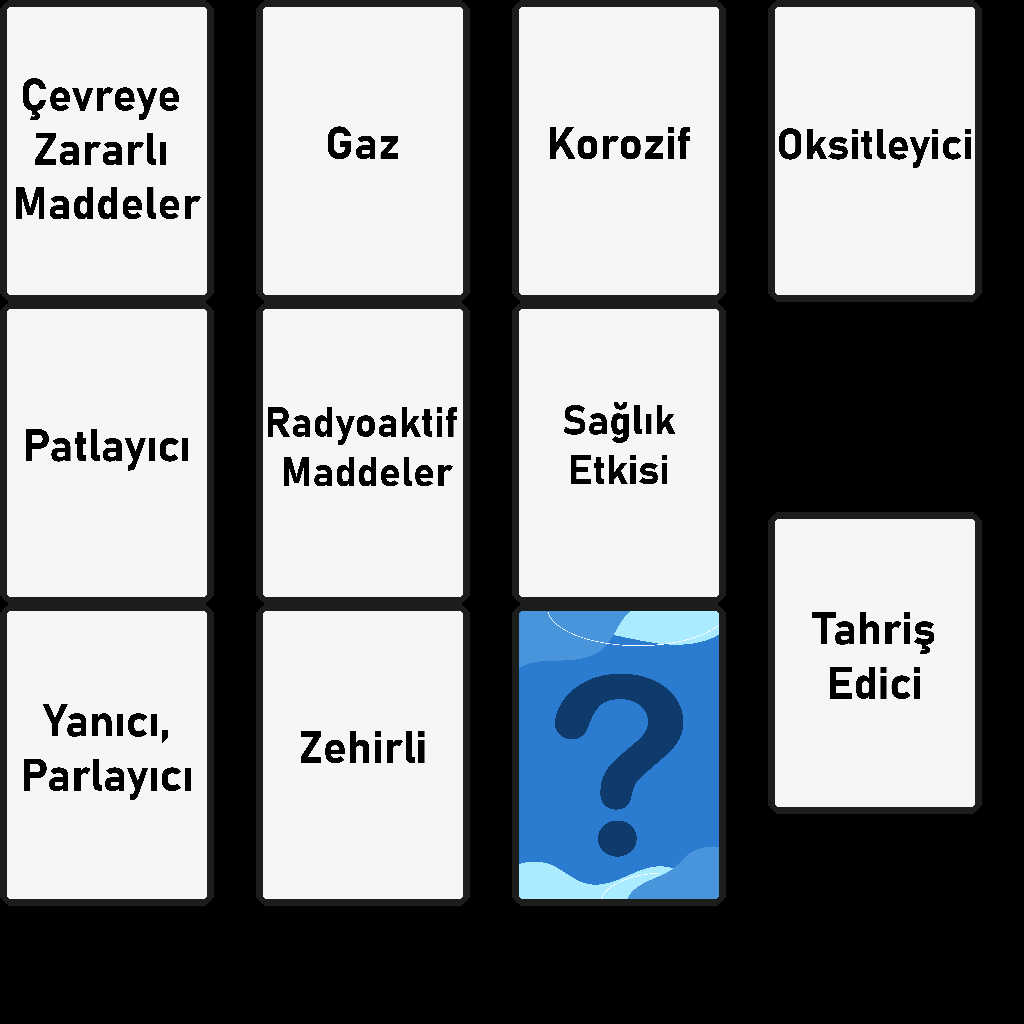 Çevreye
Zararlı
Maddeler
Gaz
Korozif
Oksitleyici
Patlayıcı
Radyoaktif
Maddeler
Sağlık
Etkisi
Tahriş
Edici
Yanıcı,
Parlayıcı
Zehirli
?